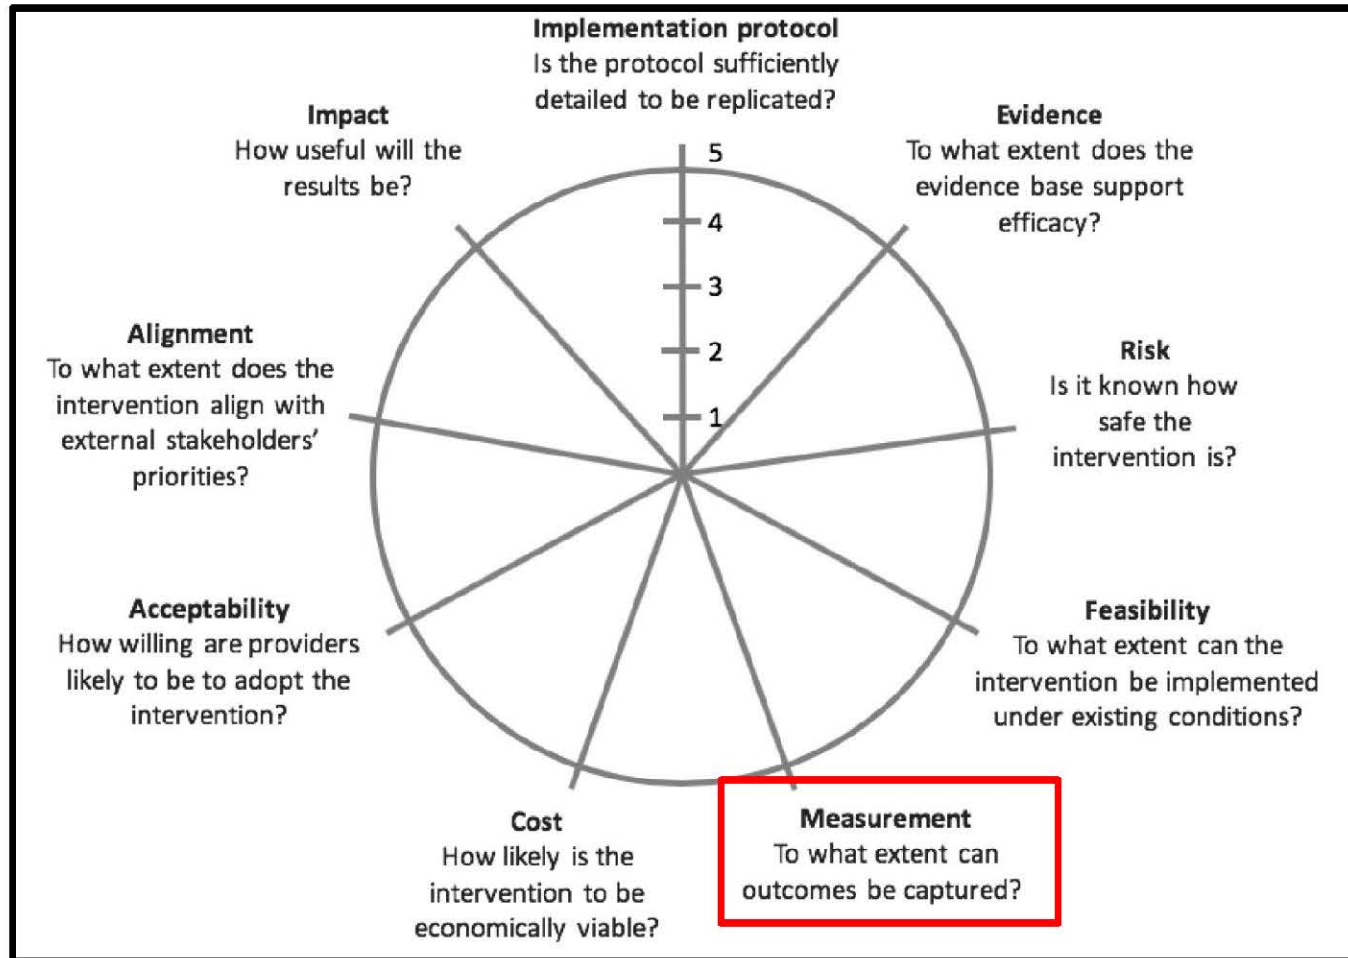 Implementation protocol
Is the protocol sufficiently
detailed to be replicated?
Impact
How useful will the
results be?
Evidence
To what extent does the
evidence base support
efficacy?
5
4
3
2
1
Alignment
To what extent does the
intervention align with
external stakeholders’
priorities?
Risk
Is it known how
safe the
intervention is?
Acceptability
How willing are providers
likely to be to adopt the
intervention?
Feasibility
To what extent can the
intervention be implemented
under existing conditions?
Cost
How likely is the
intervention to be
economically viable?
Measurement
To what extent can
outcomes be captured?